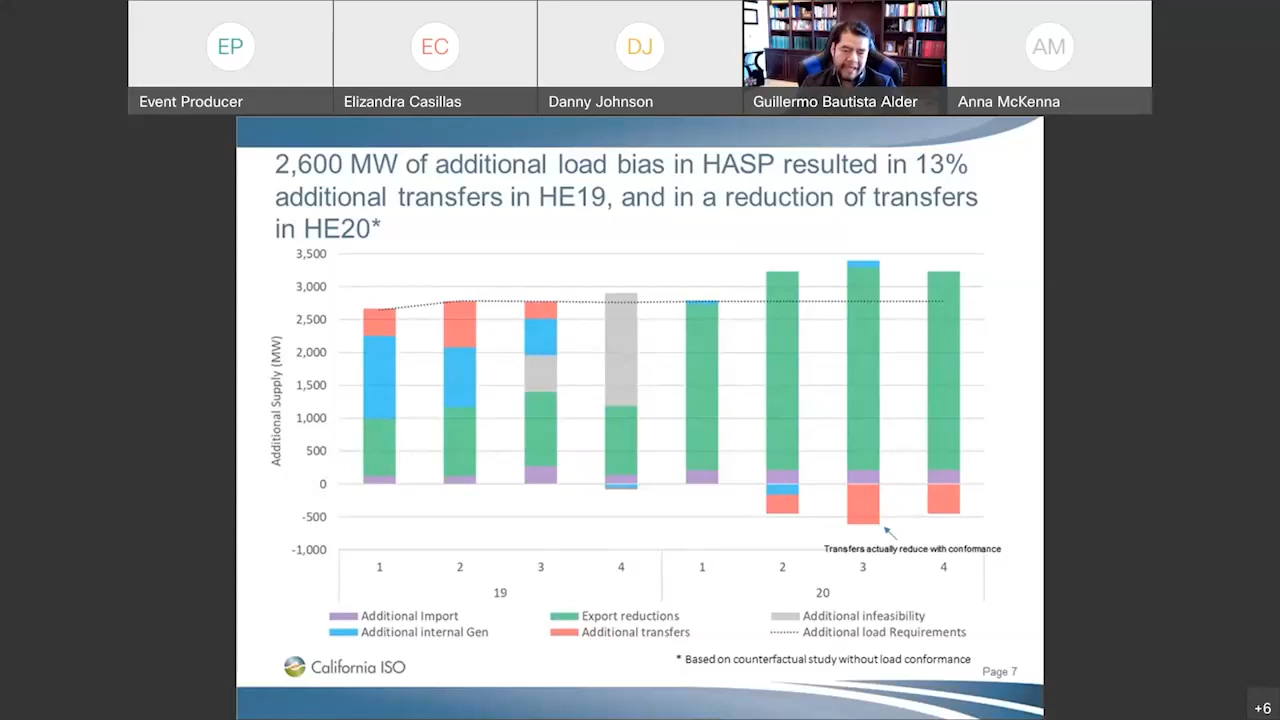 EP
EC
DJ
AM
Event Producer
Elizandra Casillas
Danny Johnson
Guillermo Bautista Alder
Anna McKenna
2,600 MW of additional load bias in HASP resulted in 13%
additional transfers in HE19, and in a reduction of transfers
in HE20*
3,500
3,000
2,500
2,000
1,500
1,000
500
0
-500
-1,000
Additional Supply (MW)
Transfers actually reduce with conformance
1 2 3 4 1 2 3 4
19 20
Additional Import Export reductions Additional infeasibility
Additional internal Gen Additional transfers Additional load Requirements
* Based on counterfactual study without load conformance
California ISO
Page 7
+6